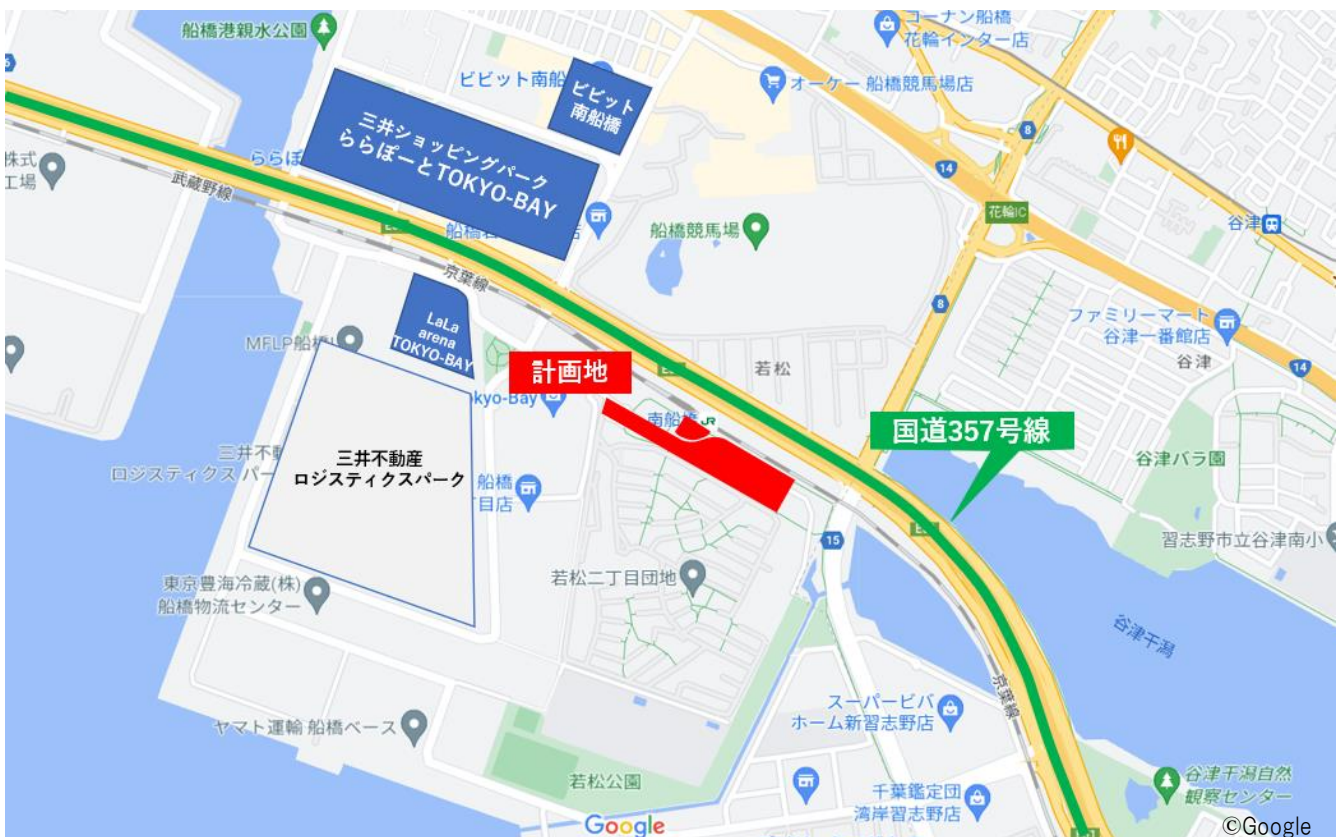 船橋港親水公園
コーナン船橋
花輪インター店
ビビット南船
ビビット
南船橋
オーケー 船橋競馬場店
三井ショッピングパーク
ららぽーとTOKYO-BAY
8
14
株式
工場
ららぽ
武蔵野線
花輪IC
谷津
船橋競馬場
京葉線
8
LaLa
arena
TOKYO-BAY
ファミリーマート
谷津一番館店
谷津
MFLP船橋
14
計画地
若松
kyo-Bay
南船橋
JR
国道357号線
谷津バラ園
三井不動産
ロジスティクスパーク
三井不動
ロジスティクス パー
船橋
目店
15
習志野市立谷津南小
東京豊海冷蔵(株)
船橋物流センター
若松二丁目団地
谷津干潟
京葉線
スーパービバ
ホーム新習志野店
ヤマト運輸 船橋ベース
若松公園
千葉鑑定団
湾岸習志野店
谷津干潟自然
観察センター
Google
©Google